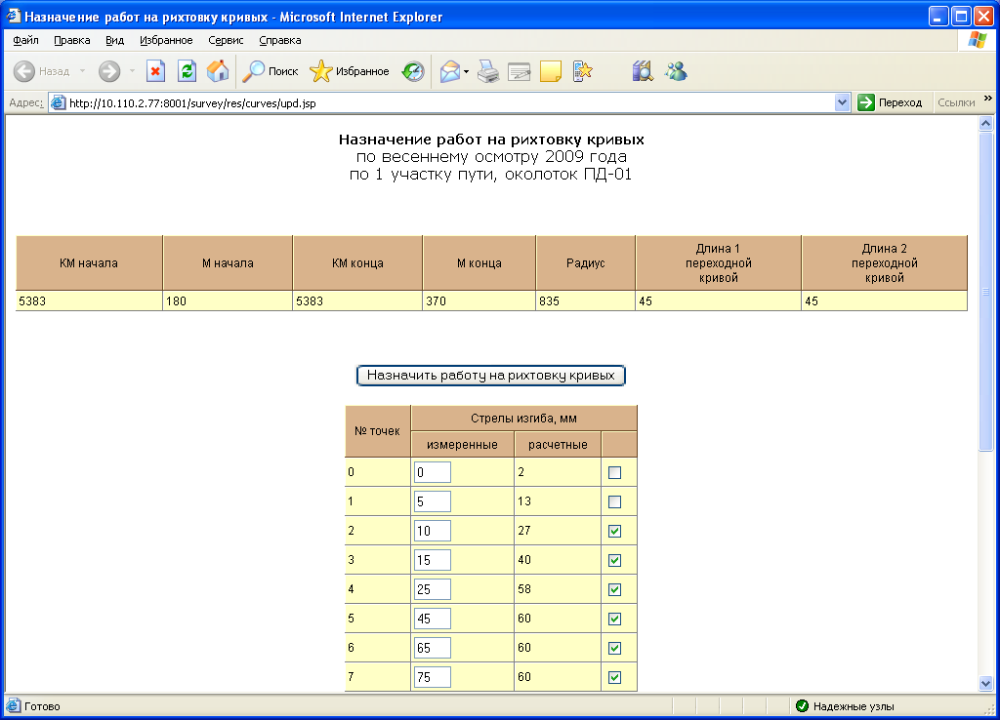 Назначение работ на рихтовку кривых - Microsoft Internet Explorer
Файл Правка Вид Избранное Сервис Справка
Назад Поиск Избранное
Адрес: http://10.110.2.77:8001/survey/res/curves/upd.jsp Переход Ссылки »
Назначение работ на рихтовку кривых
по весеннему осмотру 2009 года
по 1 участку пути, околоток ПД-01
КМ начала М начала КМ конца М конца Радиус Длина 1 переходной кривой Длина 2 переходной кривой
5383 180 5383 370 835 45 45
Назначить работу на рихтовку кривых
№ точек Стрелы изгиба, мм
измеренные расчетные
0 0 2
1 5 13
2 10 27
3 15 40
4 25 58
5 45 60
6 65 60
7 75 60
Готово Надежные узлы